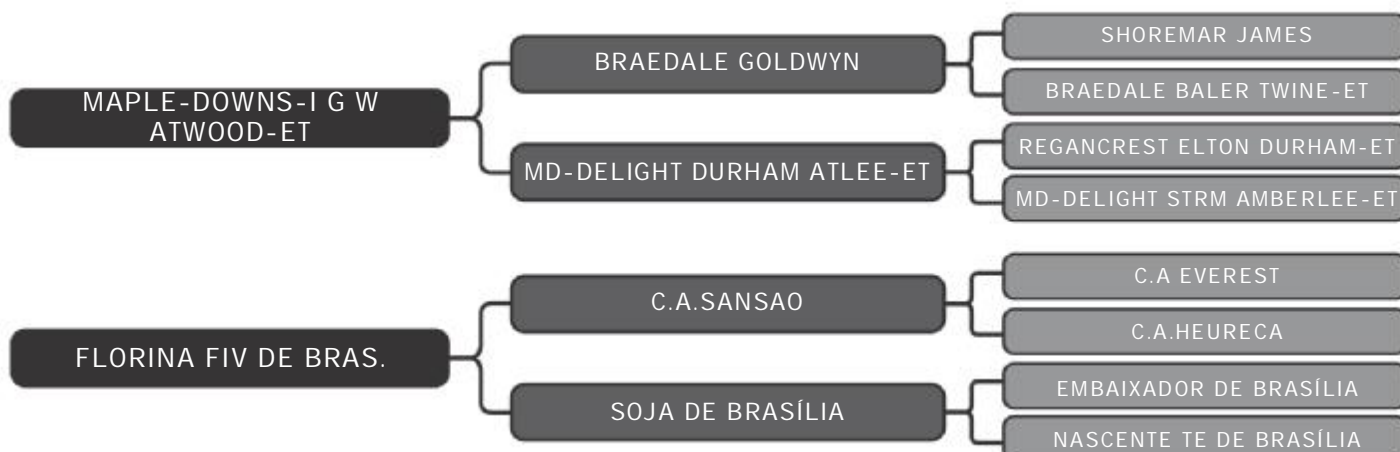 SHOREMAR JAMES
BRAEDALE GOLDWYN
BRAEDALE BALER TWINE-ET
MAPLE-DOWNS-I G W
ATWOOD-ET
REGANCREST ELTON DURHAM-ET
MD-DELIGHT DURHAM ATLEE-ET
MD-DELIGHT STRM AMBERLEE-ET
C.A EVEREST
C.A.SANSAO
C.A.HEURECA
FLORINA FIV DE BRAS.
EMBAIXADOR DE BRASÍLIA
SOJA DE BRASÍLIA
NASCENTE TE DE BRASÍLIA